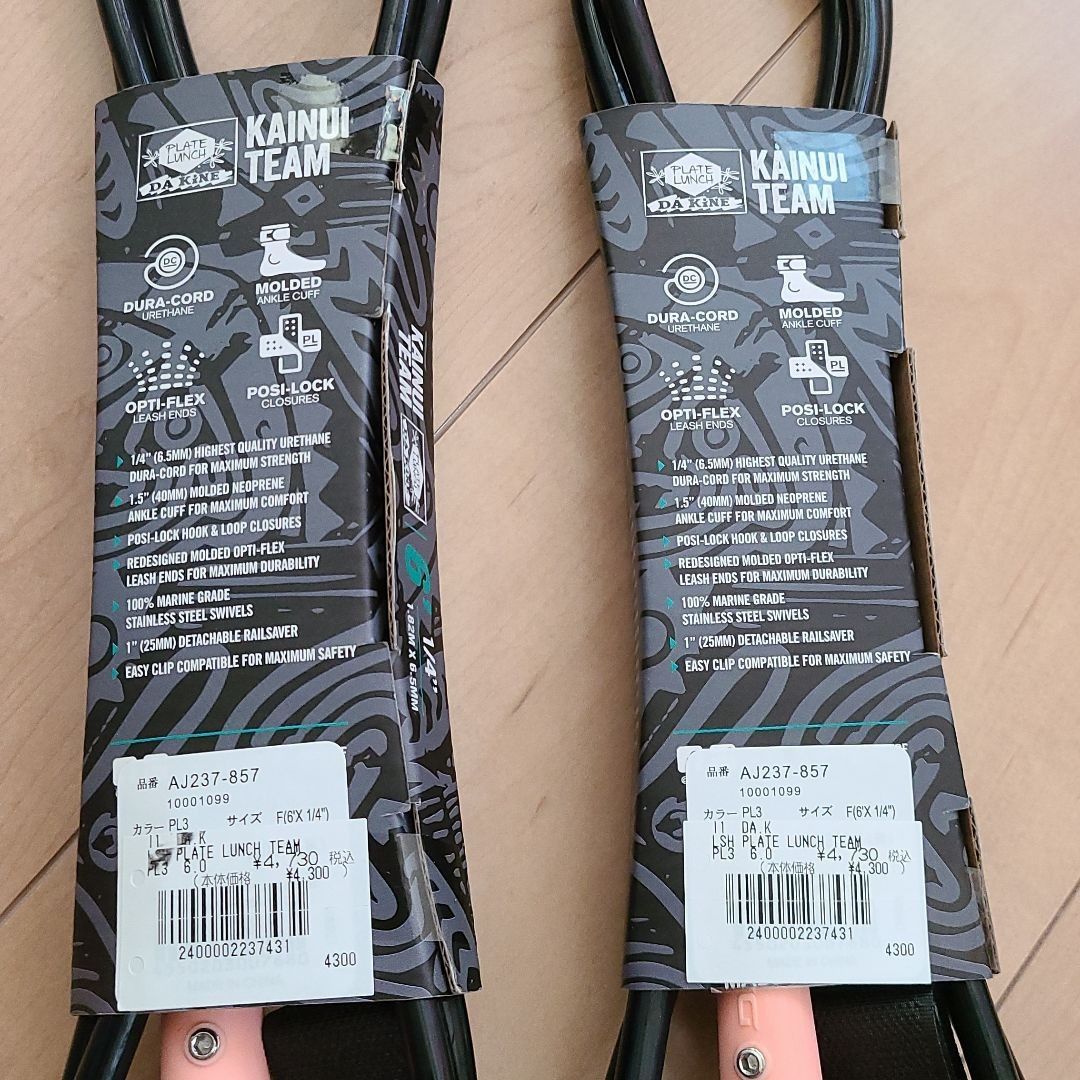 PLATE
LUNCH
DAKINE
KAINUI
TEAM
DC
DURA-CORD
URETHANE
MOLDED
ANKLE CUFF
OPTI-FLEX
LEASH ENDS
PL
POSI-LOCK
CLOSURES
1/4" (6.5MM) HIGHEST QUALITY URETHANE
DURA-CORD FOR MAXIMUM STRENGTH
1.5" (40MM) MOLDED NEOPRENE
ANKLE CUFF FOR MAXIMUM COMFORT
POSI-LOCK HOOK & LOOP CLOSURES
REDESIGNED MOLDED OPTI-FLEX
LEASH ENDS FOR MAXIMUM DURABILITY
100% MARINE GRADE
STAINLESS STEEL SWIVELS
1" (25MM) DETACHABLE RAILSAVER
EASY CLIP COMPATIBLE FOR MAXIMUM SAFETY
KAINUI
TEAM
6' 1/4"
1.82M X 6.5MM
品番 AJ237-857
10001099
カラー PL3 サイズ F(6'X 1/4")
11 DA.K
PLATE LUNCH TEAM
PL3 6.0 ¥4,730 税込
(本体価格 ¥4,300 )
2400002237431
4300
PLATE
LUNCH
DAKINE
KAINUI
TEAM
DC
DURA-CORD
URETHANE
MOLDED
ANKLE CUFF
OPTI-FLEX
LEASH ENDS
PL
POSI-LOCK
CLOSURES
1/4" (6.5MM) HIGHEST QUALITY URETHANE
DURA-CORD FOR MAXIMUM STRENGTH
1.5" (40MM) MOLDED NEOPRENE
ANKLE CUFF FOR MAXIMUM COMFORT
POSI-LOCK HOOK & LOOP CLOSURES
REDESIGNED MOLDED OPTI-FLEX
LEASH ENDS FOR MAXIMUM DURABILITY
100% MARINE GRADE
STAINLESS STEEL SWIVELS
1" (25MM) DETACHABLE RAILSAVER
EASY CLIP COMPATIBLE FOR MAXIMUM SAFETY
品番 AJ237-857
10001099
カラー PL3 サイズ F(6'X 1/4")
11 DA.K
LSH PLATE LUNCH TEAM
PL3 6.0 ¥4,730 税込
(本体価格 ¥4,300 )
2400002237431
4300